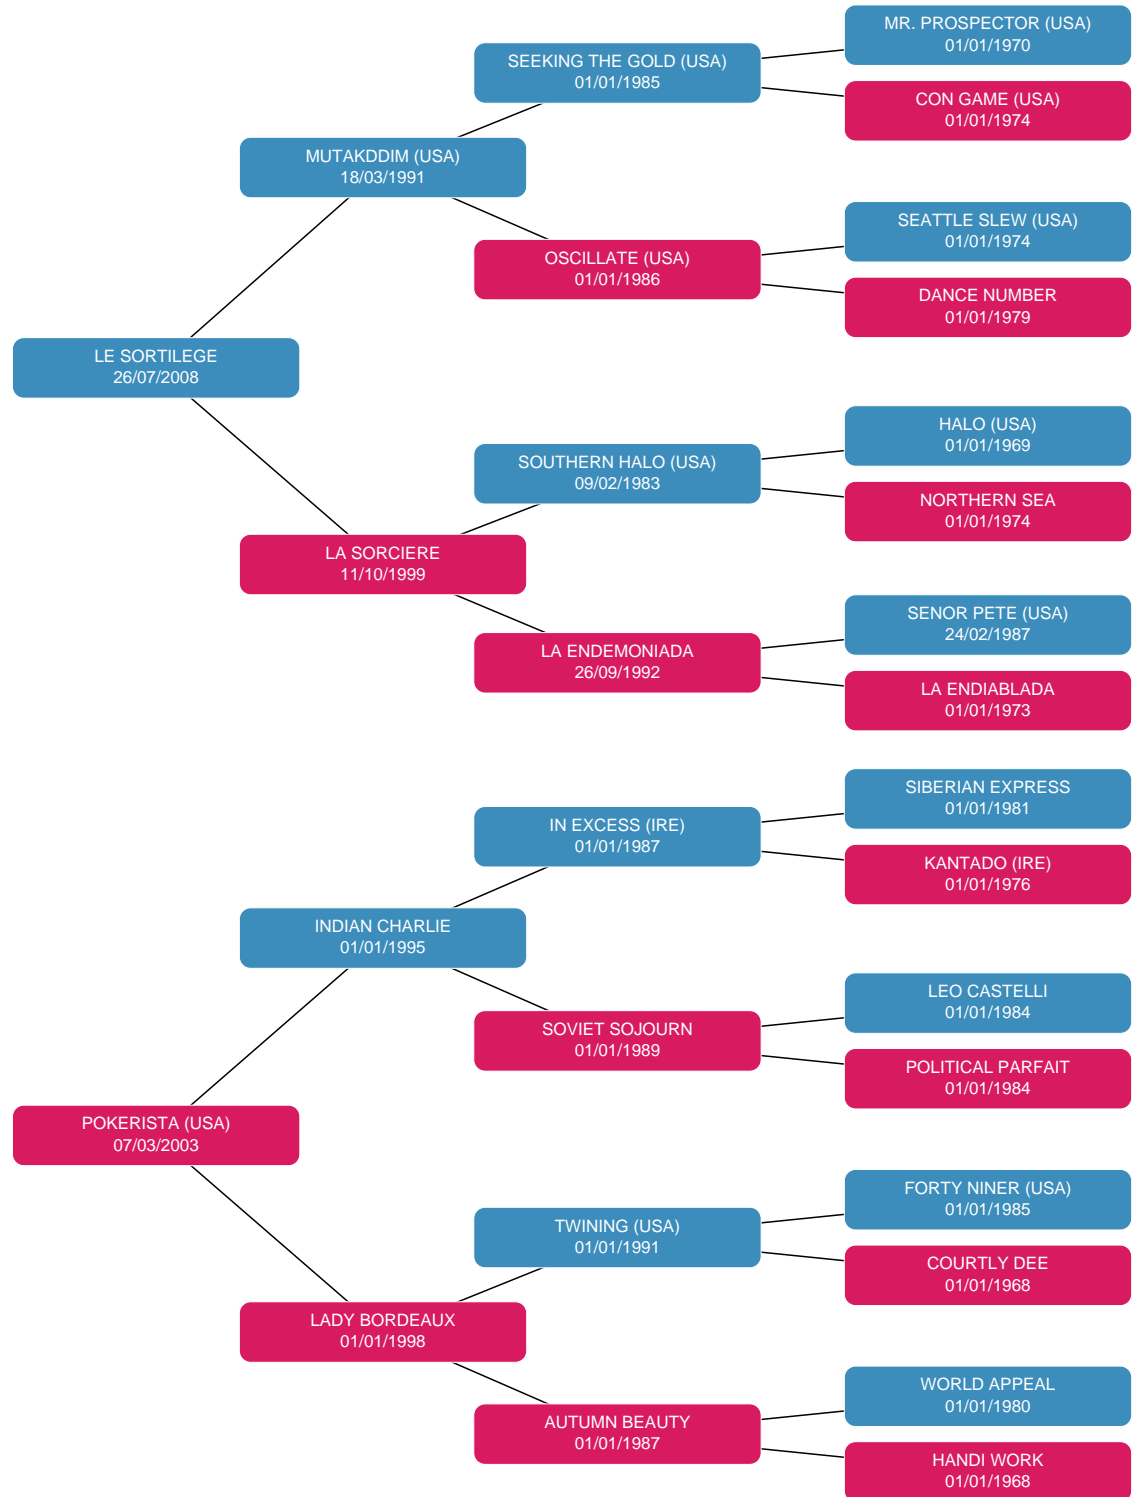 MR. PROSPECTOR (USA)
01/01/1970
SEEKING THE GOLD (USA)
01/01/1985
CON GAME (USA)
01/01/1974
MUTAKDDIM (USA)
18/03/1991
SEATTLE SLEW (USA)
01/01/1974
OSCILLATE (USA)
01/01/1986
DANCE NUMBER
01/01/1979
LE SORTILEGE
26/07/2008
HALO (USA)
01/01/1969
SOUTHERN HALO (USA)
09/02/1983
NORTHERN SEA
01/01/1974
LA SORCIERE
11/10/1999
SENOR PETE (USA)
24/02/1987
LA ENDEMONIADA
26/09/1992
LA ENDIABLADA
01/01/1973
SIBERIAN EXPRESS
01/01/1981
IN EXCESS (IRE)
01/01/1987
KANTADO (IRE)
01/01/1976
INDIAN CHARLIE
01/01/1995
LEO CASTELLI
01/01/1984
SOVIET SOJOURN
01/01/1989
POLITICAL PARFAIT
01/01/1984
POKERISTA (USA)
07/03/2003
FORTY NINER (USA)
01/01/1985
TWINING (USA)
01/01/1991
COURTLY DEE
01/01/1968
LADY BORDEAUX
01/01/1998
WORLD APPEAL
01/01/1980
AUTUMN BEAUTY
01/01/1987
HANDI WORK
01/01/1968